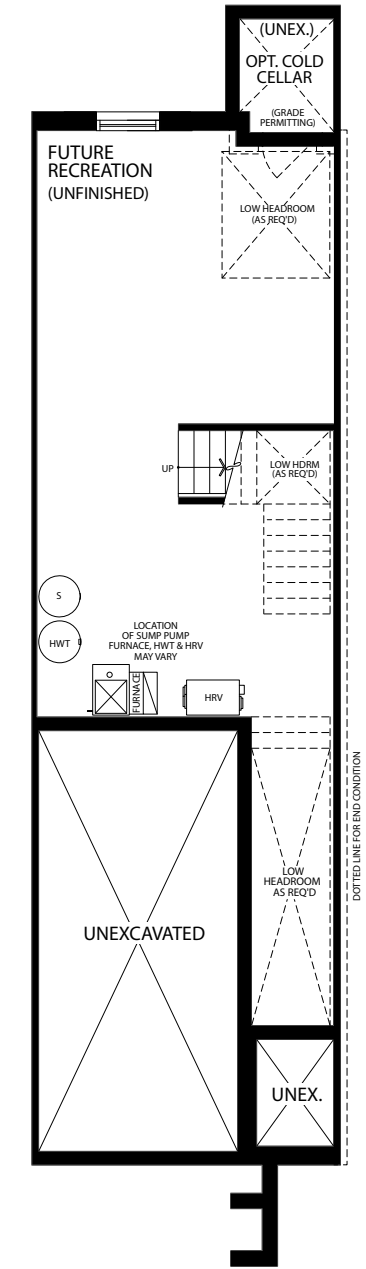 (UNEX.)
OPT. COLD
CELLAR
(GRADE
PERMITTING)
FUTURE
RECREATION
(UNFINISHED)
LOW HEADROOM
(AS REQ'D)
UP
LOW HDRM
(AS REQ'D)
S
HWT
LOCATION
OF SUMP PUMP
FURNACE, HWT & HRV
MAY VARY
FURNACE
HRV
DOTTED LINE FOR END CONDITION
LOW
HEADROOM
AS REQ'D
UNEXCAVATED
UNEX.